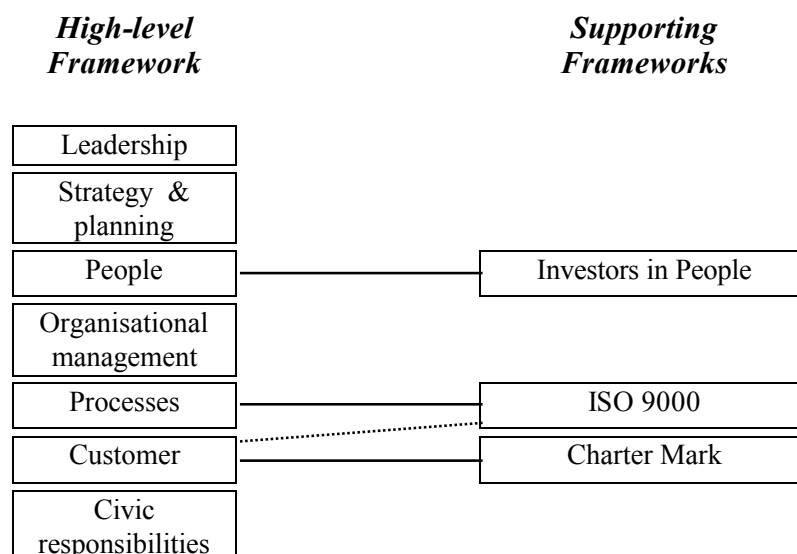 High-level
Framework
Supporting
Frameworks
Leadership
Strategy &
planning
People
Investors in People
Organisational
management
Processes
ISO 9000
Customer
Charter Mark
Civic
responsibilities